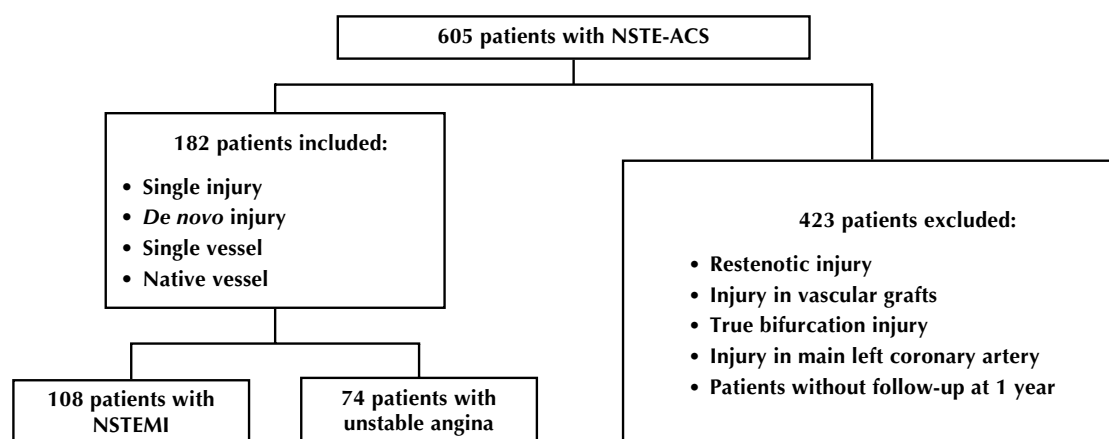 605 patients with NSTE-ACS
182 patients included:
• Single injury
• De novo injury
• Single vessel
• Native vessel
423 patients excluded:
• Restenotic injury
• Injury in vascular grafts
• True bifurcation injury
• Injury in main left coronary artery
• Patients without follow-up at 1 year
108 patients with
NSTEMI
74 patients with
unstable angina